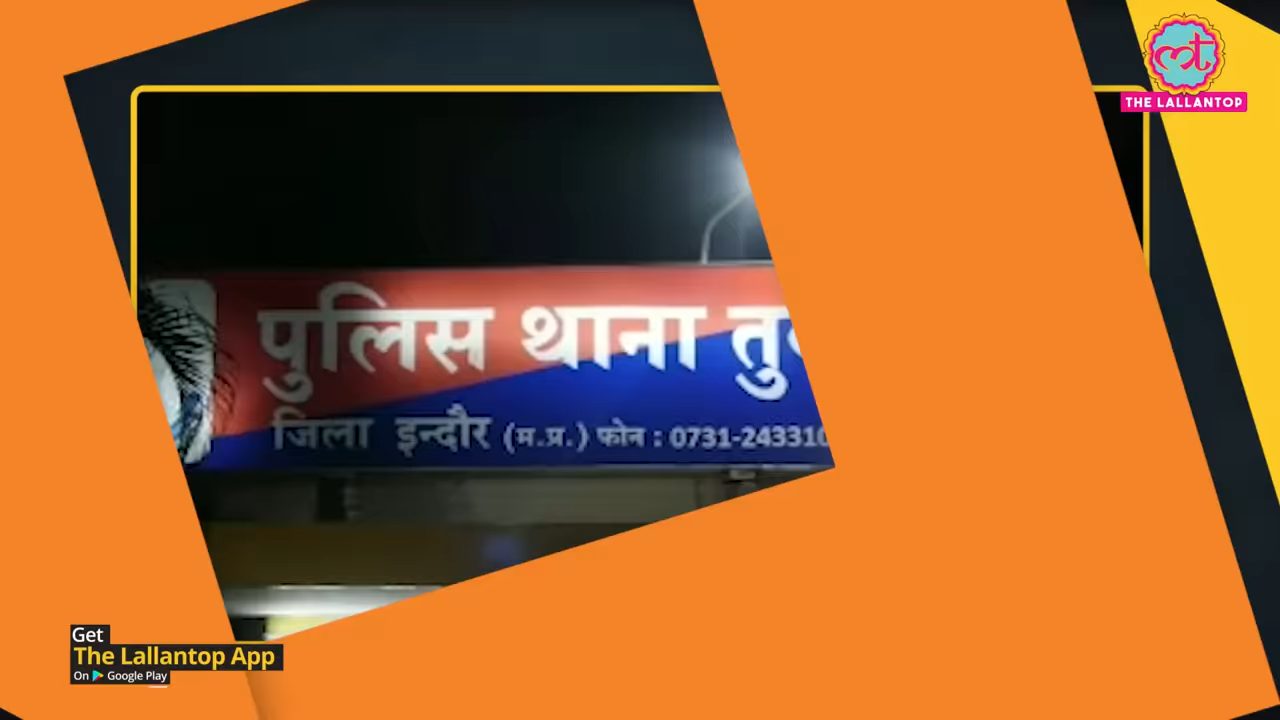 THE LALLANTOP
पुलिस थाना
जिला इन्दौर (म.प्र.) फोन : 0731-24331
Get
The Lallantop App
On Google Play